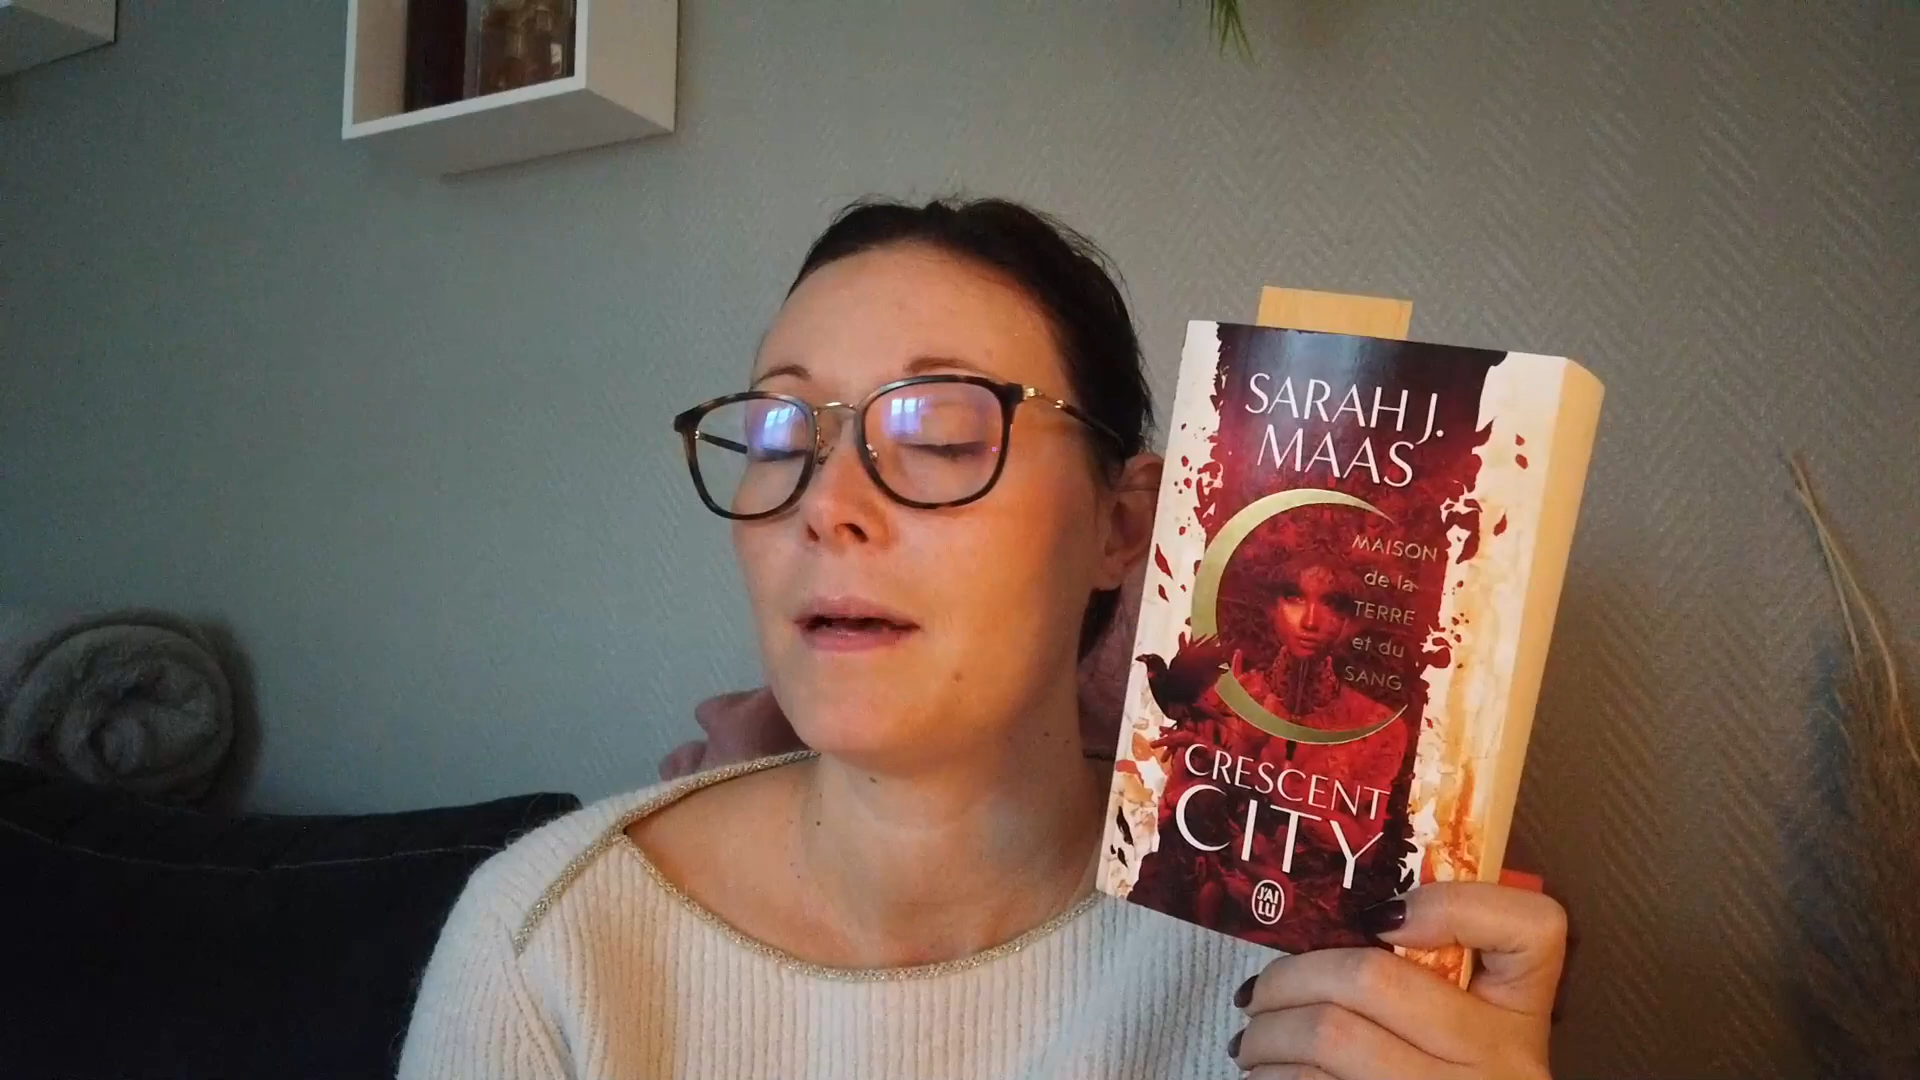 SARAH J.
MAAS
MAISON
de la
TERRE
et du
SANG
CRESCENT
CITY
J'AI
LU